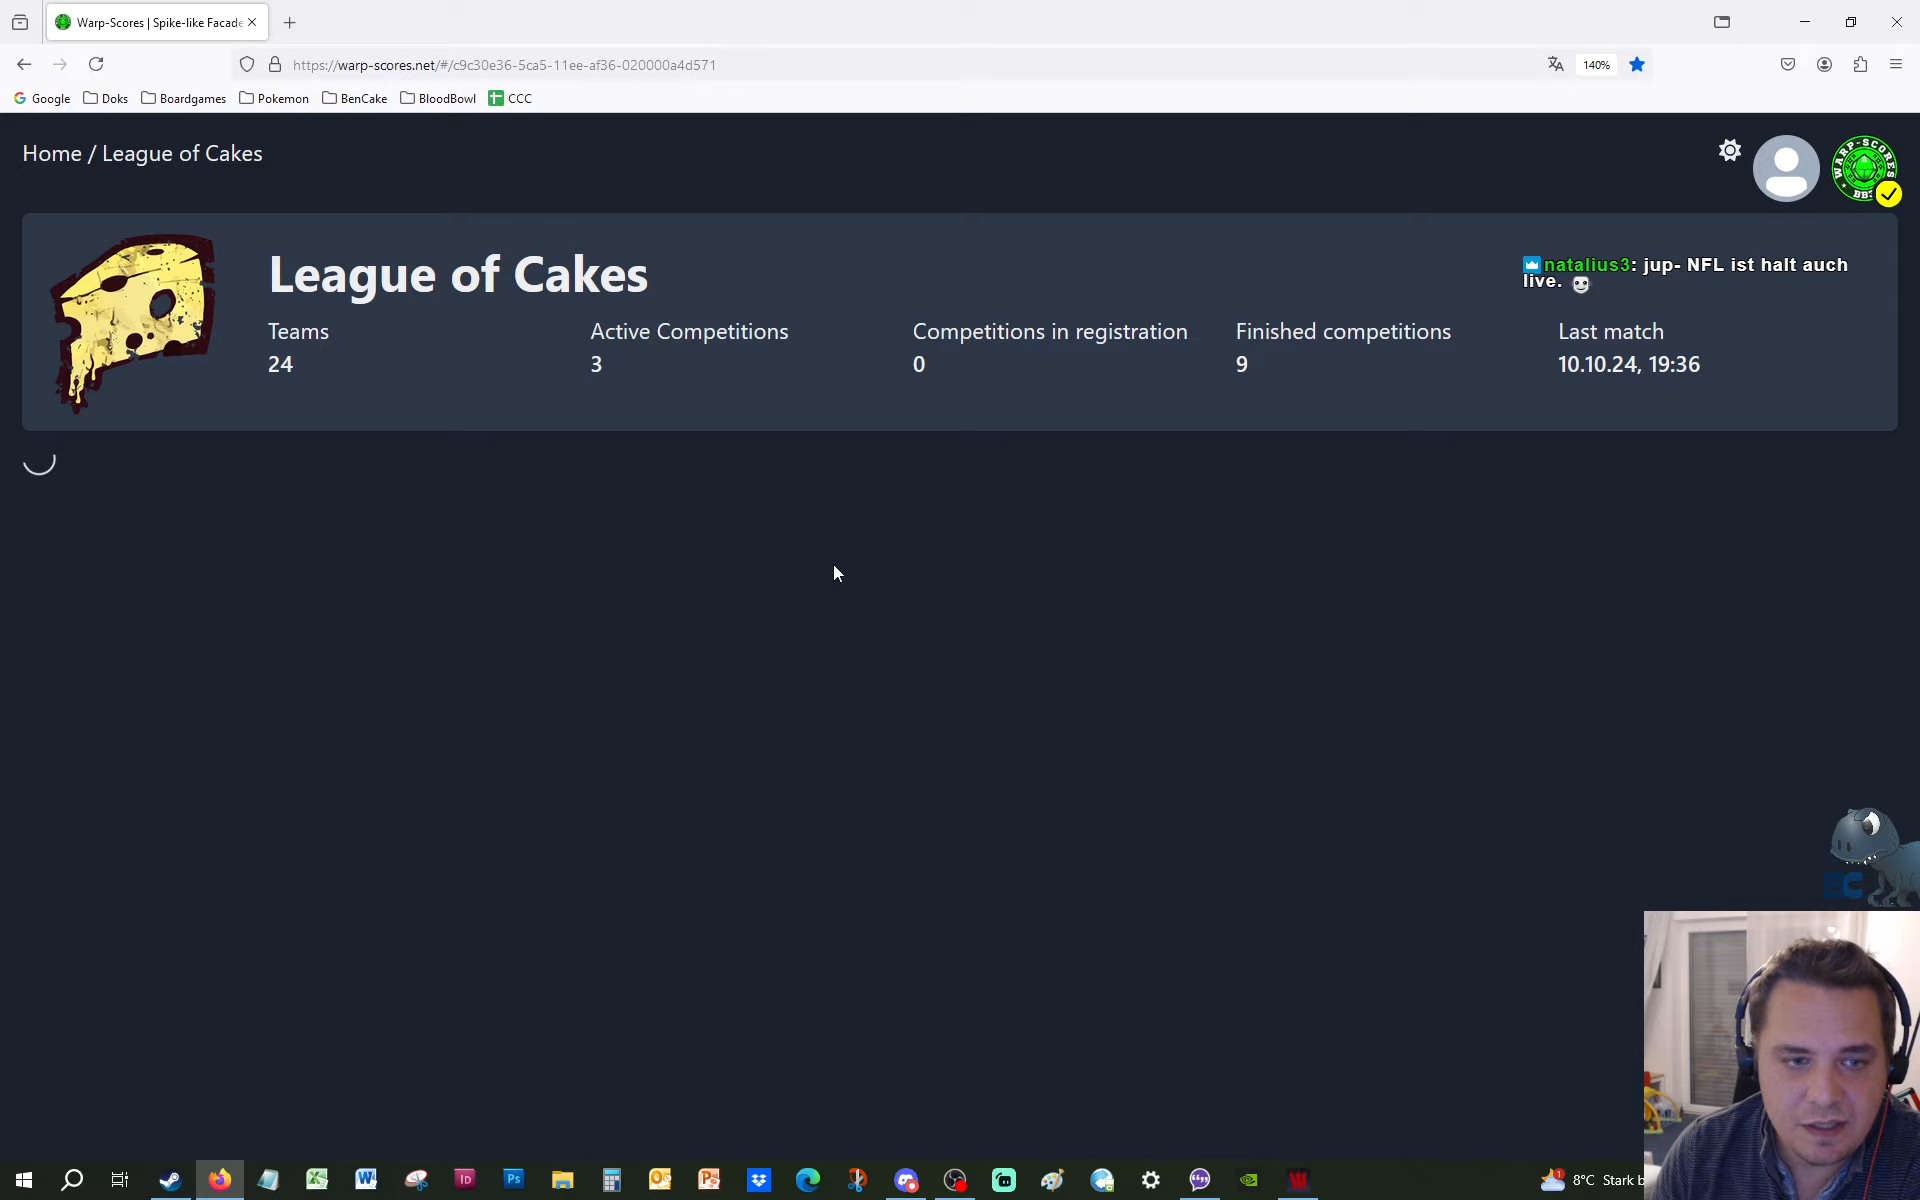 Warp-Scores | Spike-like Facade
https://warp-scores.net/#/c9c30e36-5ca5-11ee-af36-020000a4d571
140%
Google Doks Boardgames Pokemon BenCake BloodBowl CCC
Home / League of Cakes
WARP-SCORES
League of Cakes
natalius3: jup- NFL ist halt auch
live.
Teams Active Competitions Competitions in registration Finished competitions Last match
24 3 0 9 10.10.24, 19:36
EC
8°C Stark b